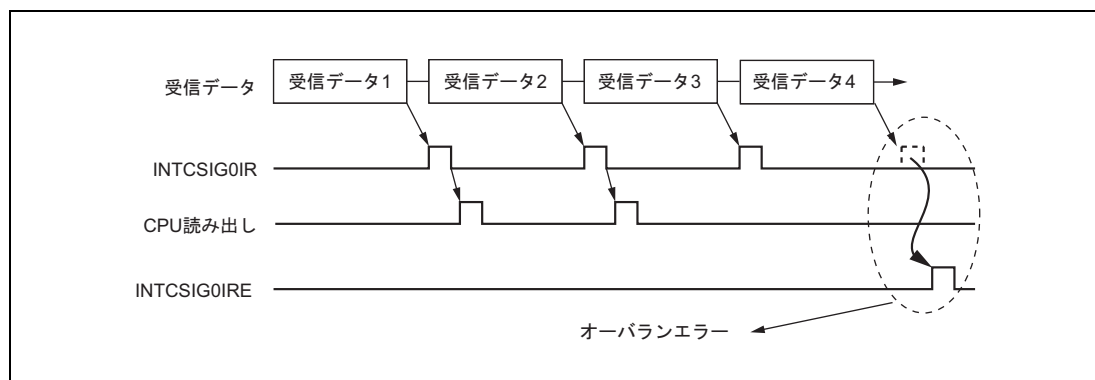 受信データ
受信データ1
受信データ2
受信データ3
受信データ4
INTCSIG0IR
CPU読み出し
INTCSIG0IRE
オーバランエラー